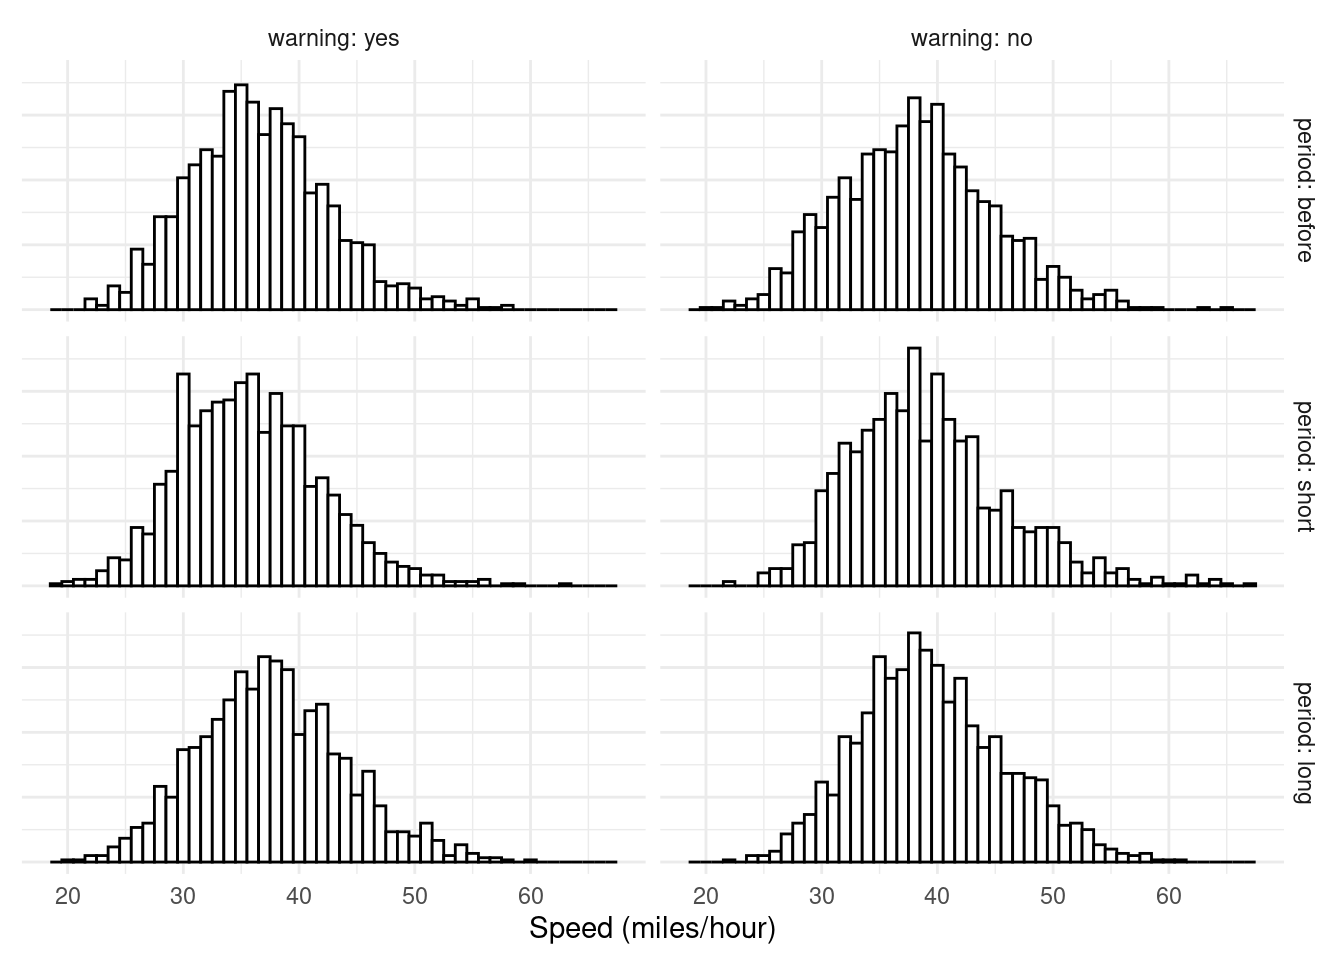 warning: yes
warning: no
period: before
period: short
period: long
20 30 40 50 60
20 30 40 50 60
Speed (miles/hour)